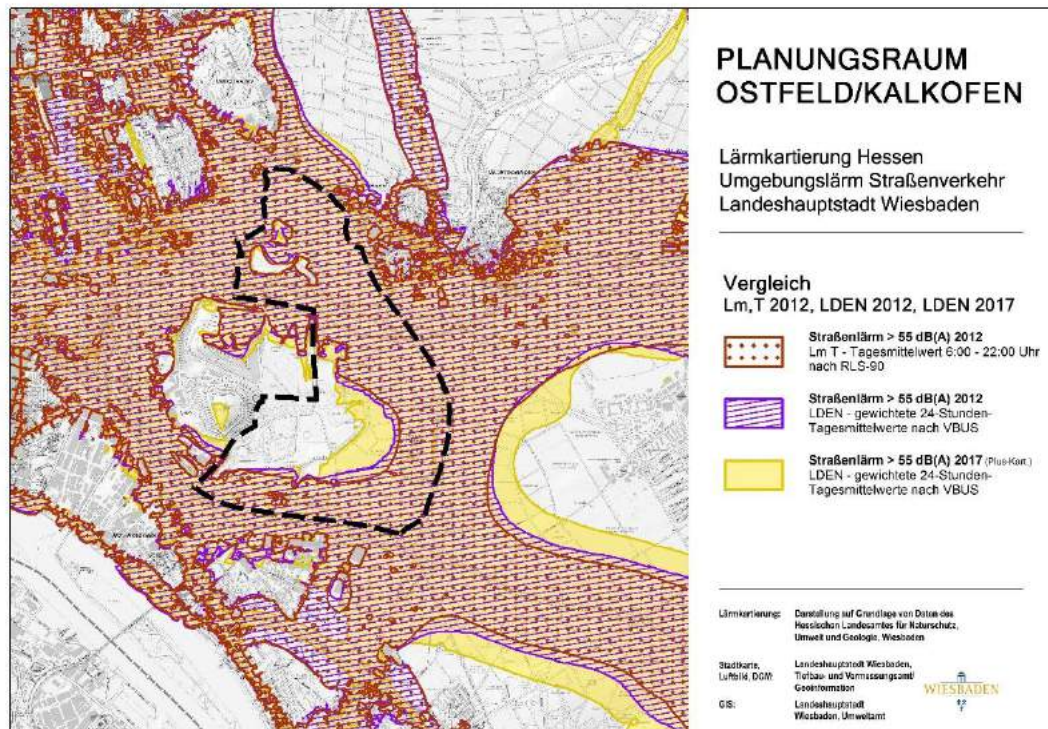 PLANUNGSRAUM
OSTFELD/KALKOFEN
Lärmkartierung Hessen
Umgebungslärm Straßenverkehr
Landeshauptstadt Wiesbaden
Vergleich
Lm,T 2012, LDEN 2012, LDEN 2017
Straßenlärm > 55 dB(A) 2012
Lm T - Tagesmittelwert 6:00 - 22:00 Uhr
nach RLS-90
Straßenlärm > 55 dB(A) 2012
LDEN - gewichtete 24-Stunden-
Tagesmittelwerte nach VBUS
Straßenlärm > 55 dB(A) 2017 (Plus-Kart.)
LDEN - gewichtete 24-Stunden-
Tagesmittelwerte nach VBUS
Lärmkartierung: Darstellung auf Grundlage von Daten des
Hessischen Landesamtes für Naturschutz,
Umwelt und Geologie, Wiesbaden
Stadtkarte, Landeshauptstadt Wiesbaden,
Luftbild, DGM: Tiefbau- und Vermessungsamt/
Geoinformation
WIESBADEN
GIS: Landeshauptstadt
Wiesbaden, Umweltamt